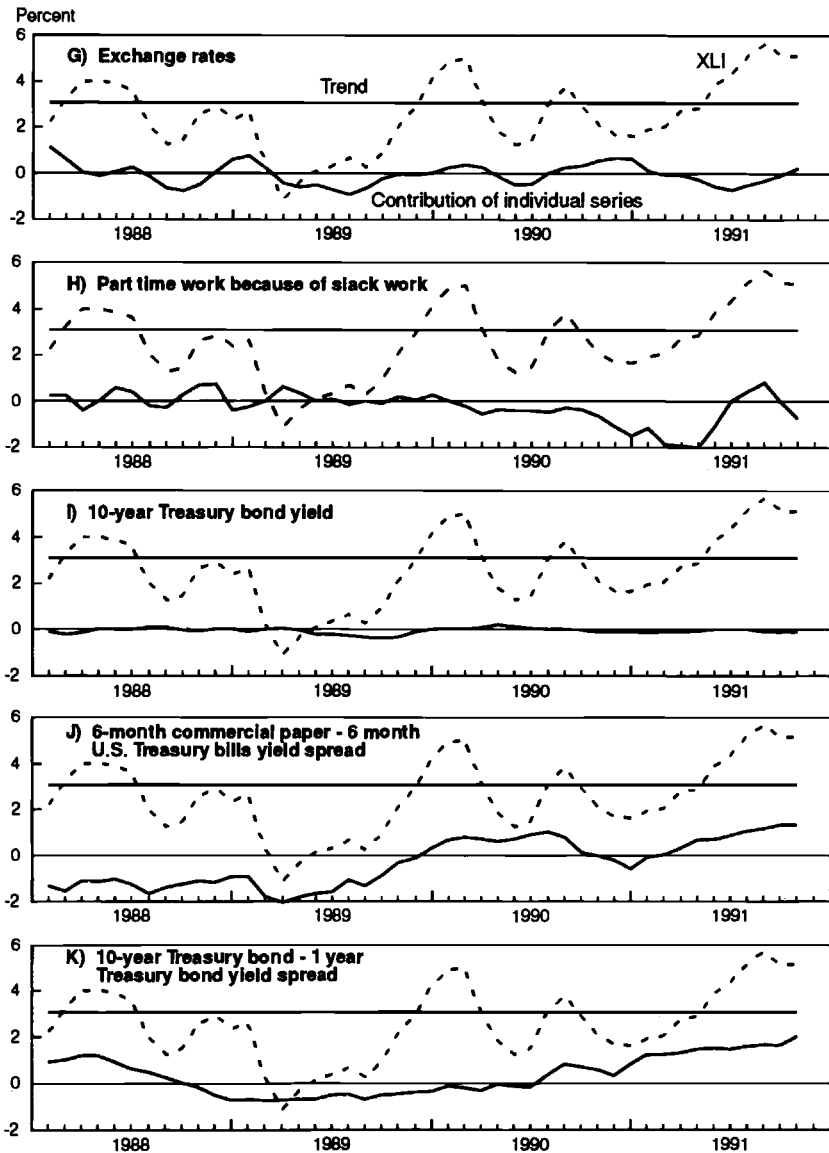 Percent
6
G) Exchange rates
XLI
Trend
4
2
0
Contribution of individual series
-2
1988 1989 1990 1991
6
H) Part time work because of slack work
4
2
0
-2
1988 1989 1990 1991
6
I) 10-year Treasury bond yield
4
2
0
-2
1988 1989 1990 1991
6
J) 6-month commercial paper - 6 month
U.S. Treasury bills yield spread
4
2
0
-2
1988 1989 1990 1991
6
K) 10-year Treasury bond - 1 year
Treasury bond yield spread
4
2
0
-2
1988 1989 1990 1991